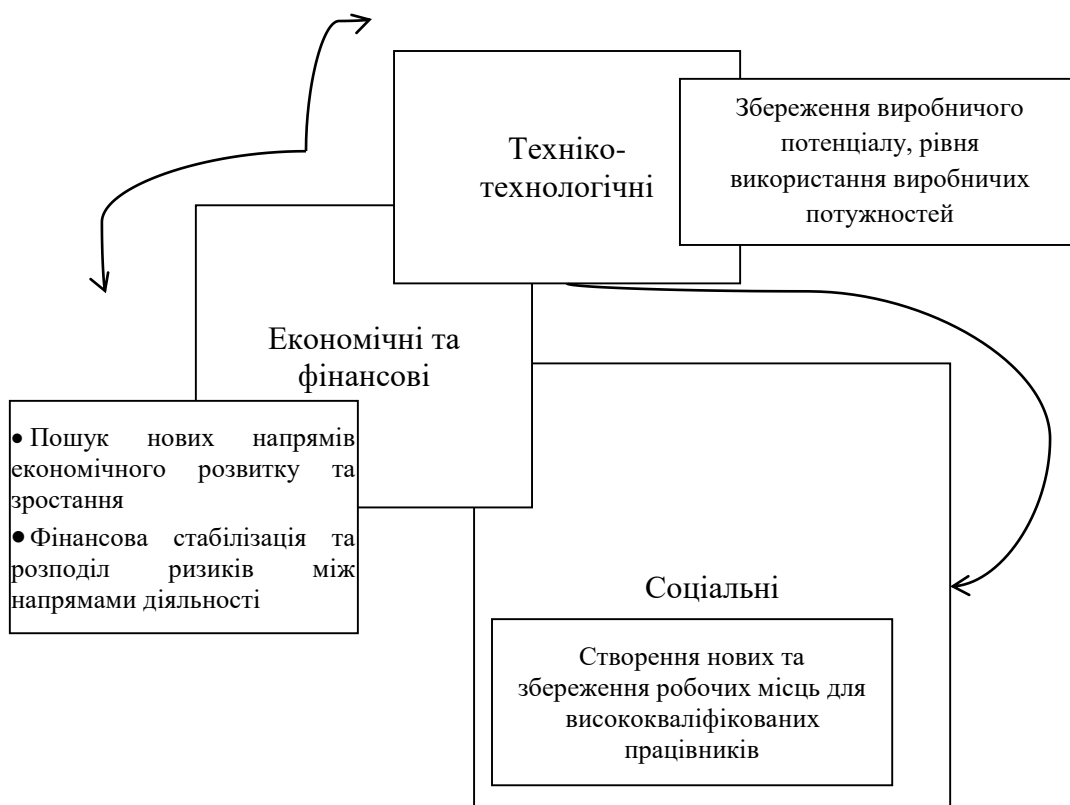 Техніко-
технологічні
Збереження виробничого
потенціалу, рівня
використання виробничих
потужностей
Економічні та
фінансові
• Пошук нових напрямів
економічного розвитку та
зростання
• Фінансова стабілізація та
розподіл ризиків між
напрямами діяльності
Соціальні
Створення нових та
збереження робочих місць для
висококваліфікованих
працівників